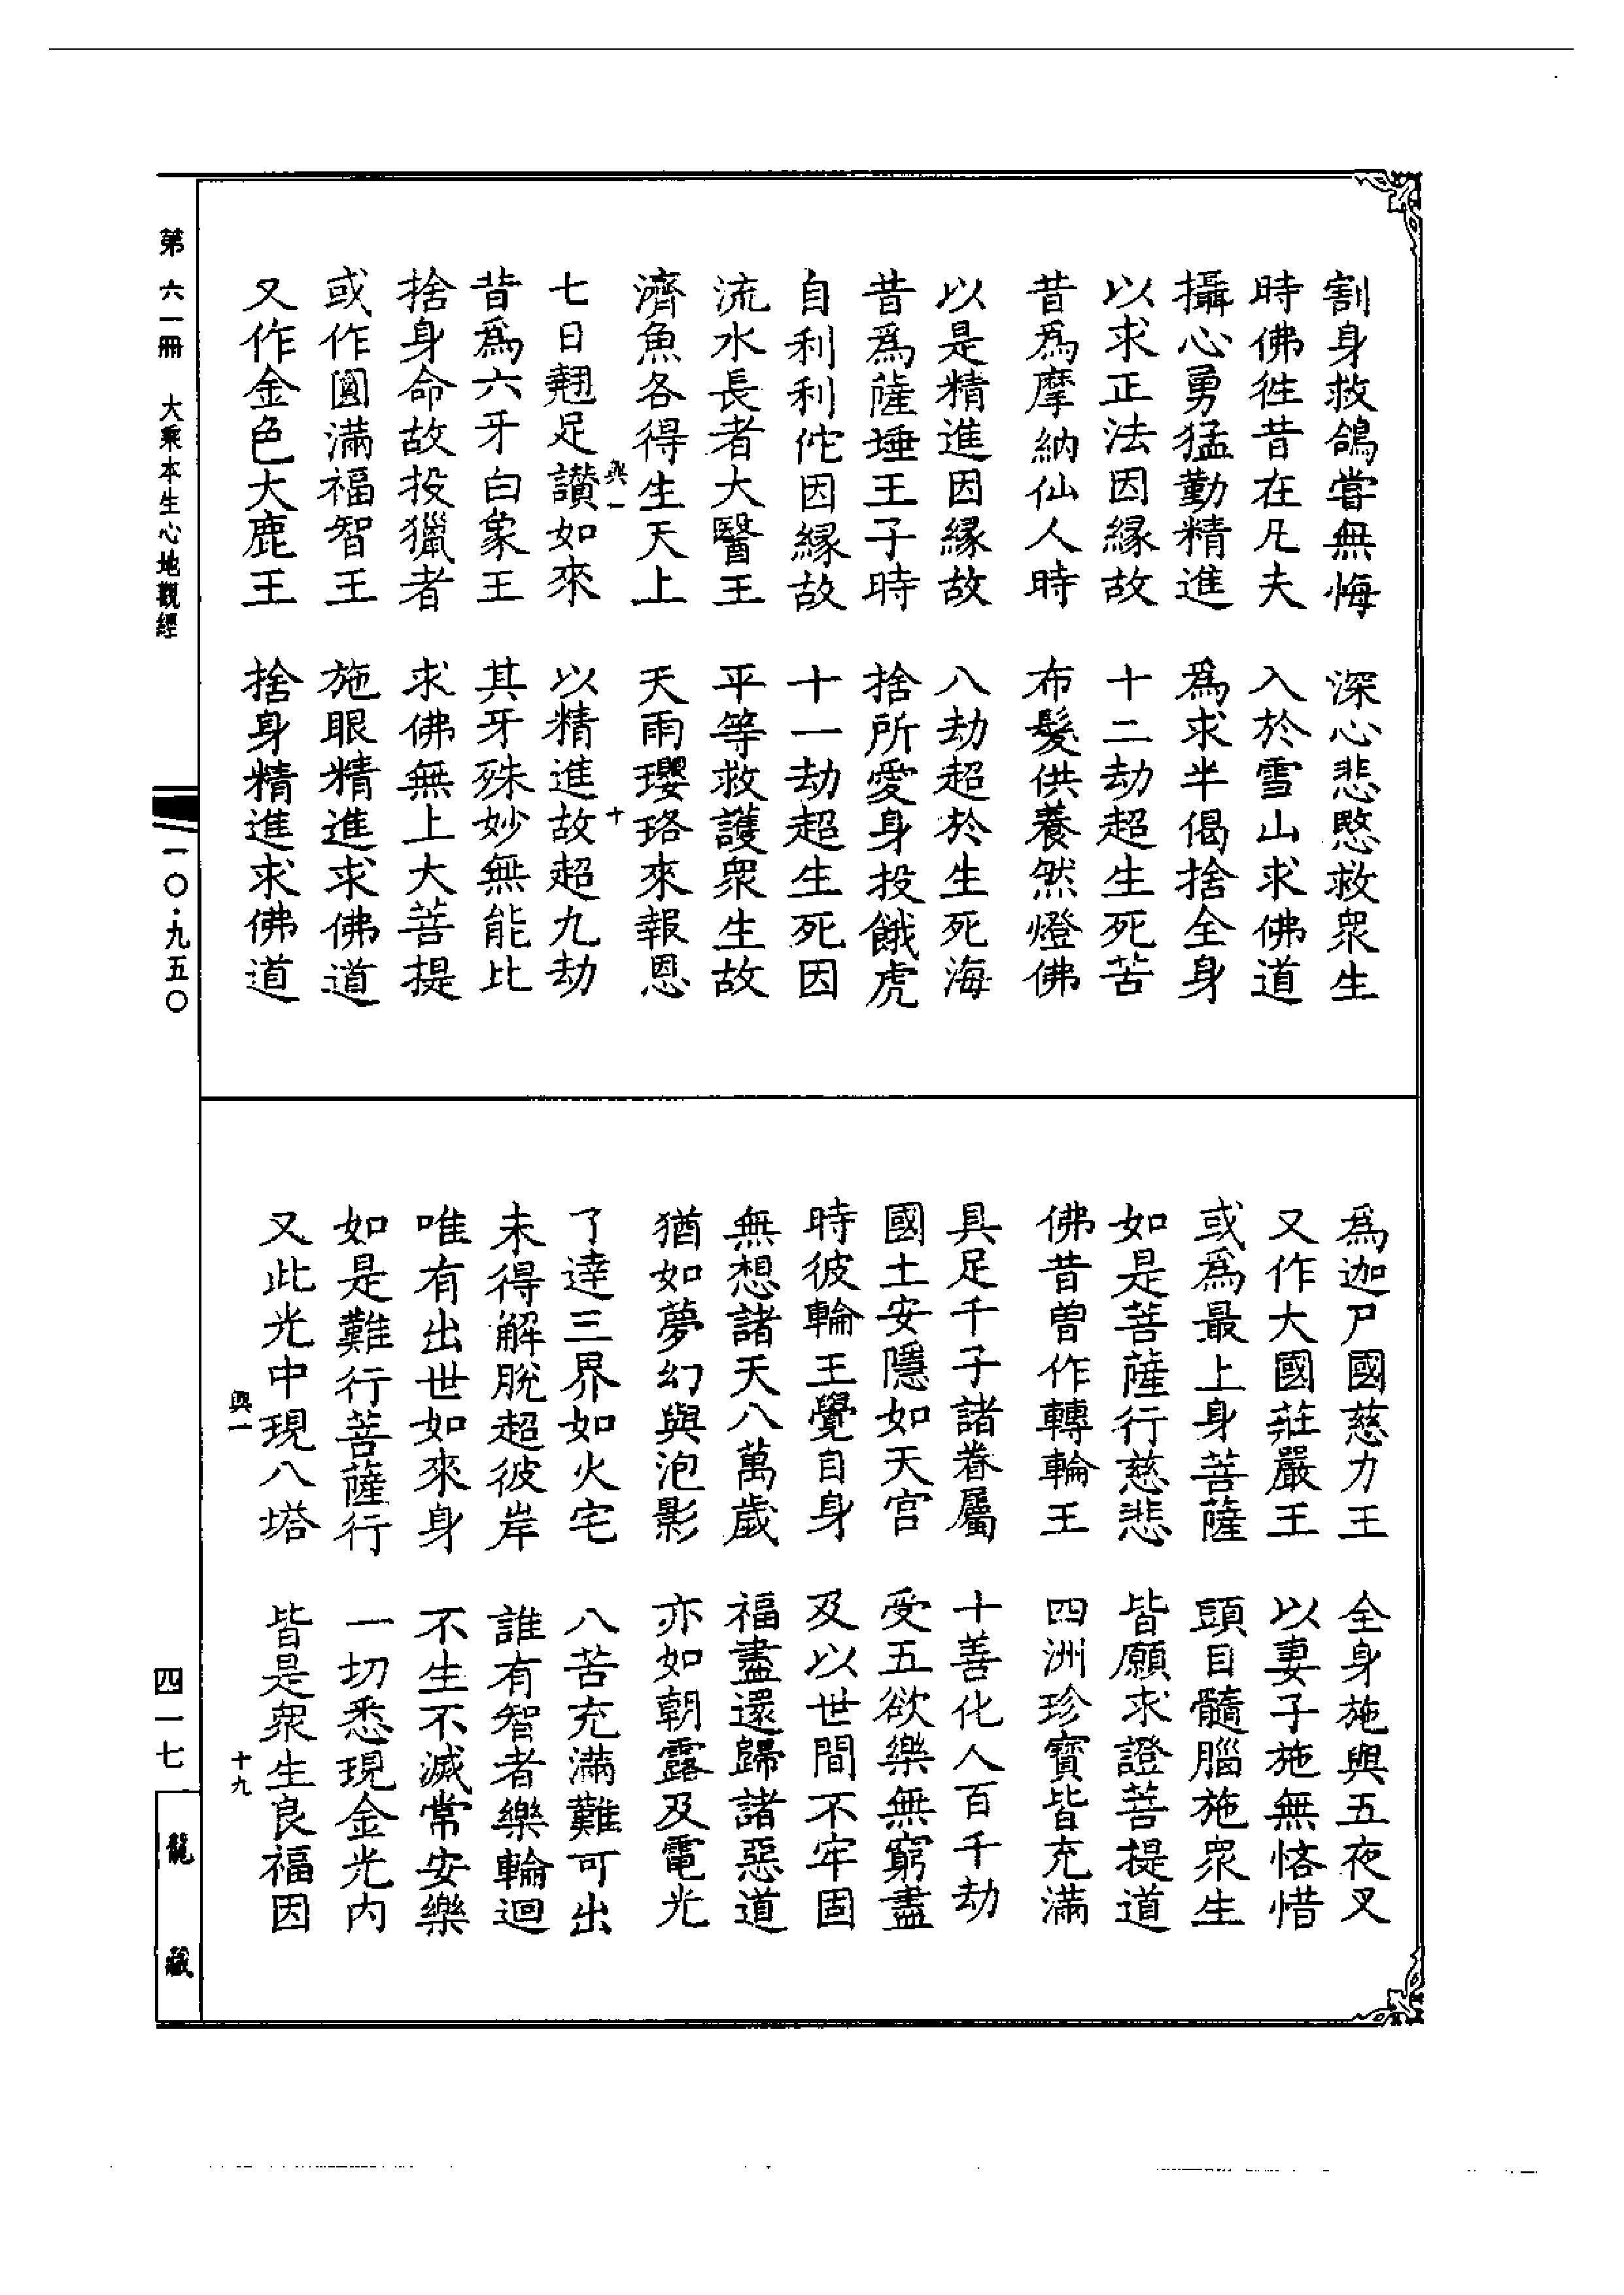 割身救鴿嘗無悔　深心悲愍救衆生
時佛徃昔在凡夫　入於雪山求佛道
攝心勇猛勤精進　爲求半偈捨全身
以求正法因緣故　十二劫超生死苦
昔爲摩納仙人時　布髮供養然燈佛
以是精進因緣故　八劫超於生死海
昔爲薩埵王子時　捨所愛身投餓虎
自利利佗因緣故　十一劫超生死因
流水長者大醫王　平等救護衆生故
濟魚各得生天上　天雨瓔珞來報恩
興一　十
七日翹足讃如來　以精進故超九劫
昔爲六牙白象王　其牙殊妙無能比
捨身命故投獵者　求佛無上大菩提
或作圓滿福智王　施眼精進求佛道
又作金色大鹿王　捨身精進求佛道
爲迦尸國慈力王　全身施與五夜叉
又作大國莊嚴王　以妻子施無悋惜
或爲最上身菩薩　頭目髓腦施衆生
如是菩薩行慈悲　皆願求證菩提道
佛昔曾作轉輪王　四洲珍寳皆充滿
具足千子諸眷屬　十善化人百千劫
國土安隱如天宫　受五欲樂無窮盡
時彼輪王覺自身　及以世間不牢固
無想諸天八萬歲　福盡還歸諸惡道
猶如夢幻與泡影　亦如朝露及電光
了達三界如火宅　八苦充滿難可出
未得解脫超彼岸　誰有智者樂輪迴
唯有出世如來身　不生不滅常安樂
如是難行菩薩行　一切悉現金光内
又此光中現八塔　皆是衆生良福因
興一　十九
第六一冊　大乘本生心地觀經　一〇·九五〇　四一七　龍藏